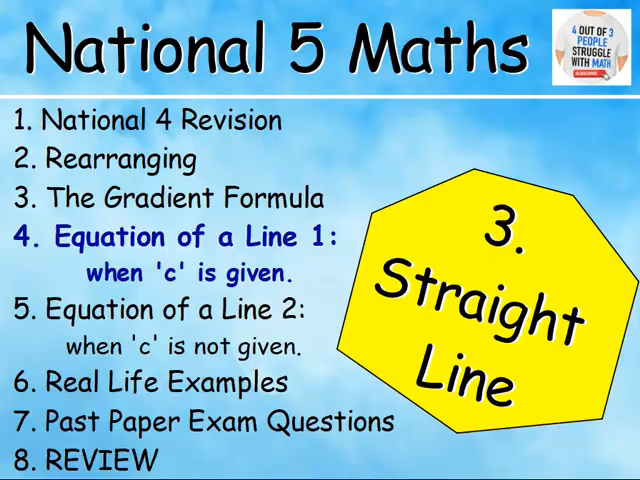 National 5 Maths
4 OUT OF 3
PEOPLE
STRUGGLE
WITH MATH
1. National 4 Revision
2. Rearranging
3. The Gradient Formula
4. Equation of a Line 1:
when 'c' is given.
5. Equation of a Line 2:
when 'c' is not given.
6. Real Life Examples
7. Past Paper Exam Questions
8. REVIEW
3.
Straight
Line